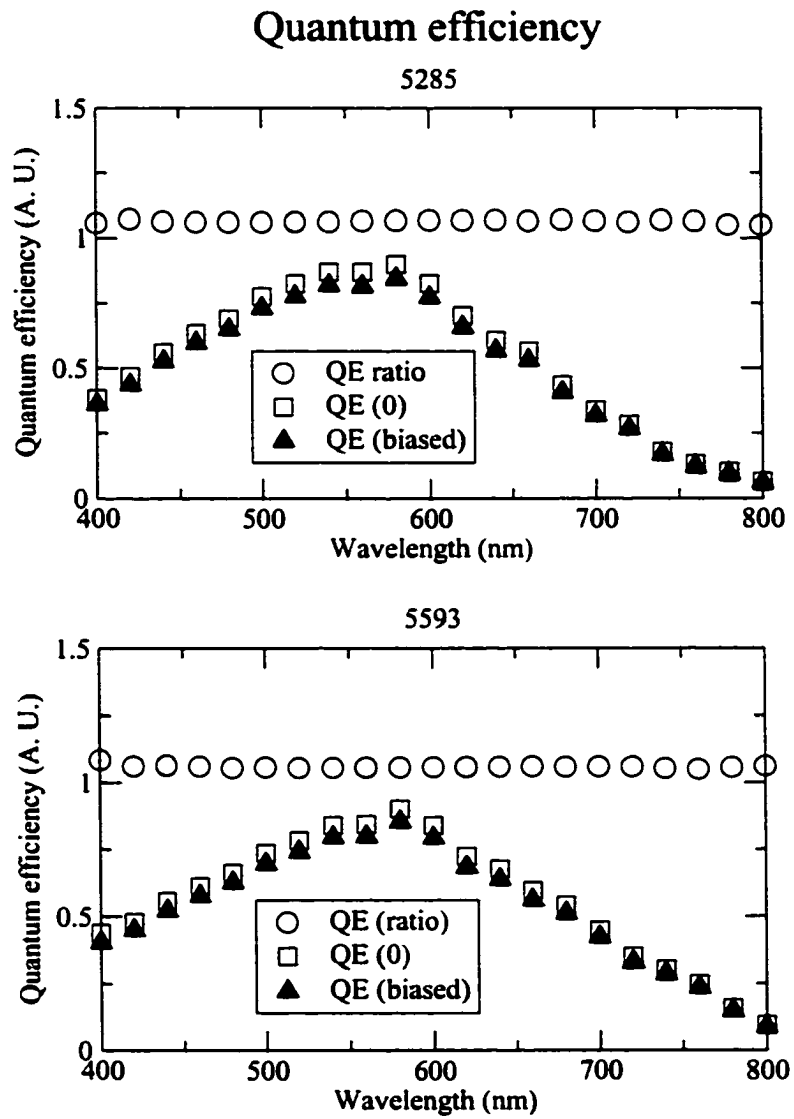 Quantum efficiency
5285
Quantum efficiency (A. U.)
1.5
1
0.5
0
QE ratio
QE (0)
QE (biased)
400 500 600 700 800
Wavelength (nm)
5593
Quantum efficiency (A. U.)
1.5
1
0.5
0
QE (ratio)
QE (0)
QE (biased)
400 500 600 700 800
Wavelength (nm)